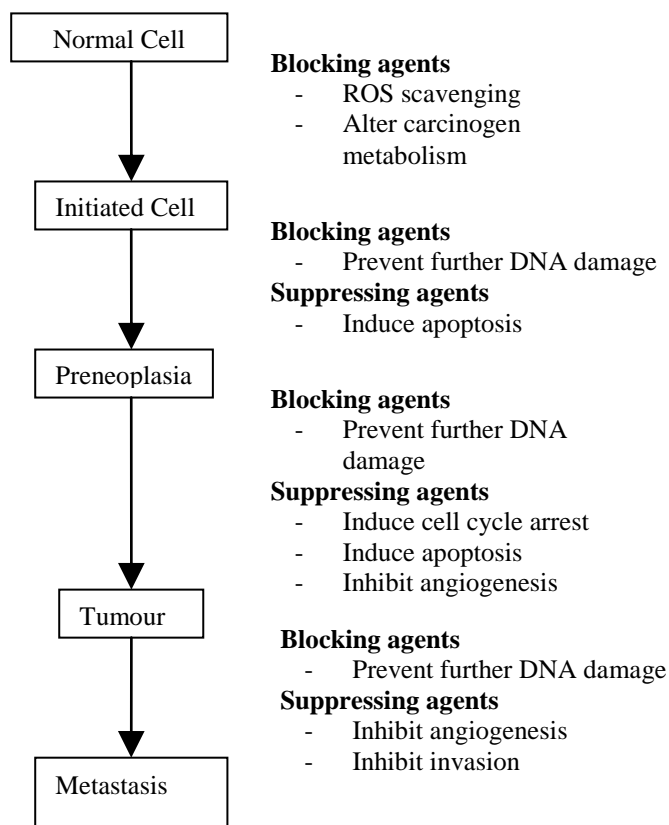 Normal Cell
Blocking agents
- ROS scavenging
- Alter carcinogen
metabolism
Initiated Cell
Blocking agents
- Prevent further DNA damage
Suppressing agents
- Induce apoptosis
Preneoplasia
Blocking agents
- Prevent further DNA
damage
Suppressing agents
- Induce cell cycle arrest
- Induce apoptosis
- Inhibit angiogenesis
Tumour
Blocking agents
- Prevent further DNA damage
Suppressing agents
- Inhibit angiogenesis
- Inhibit invasion
Metastasis